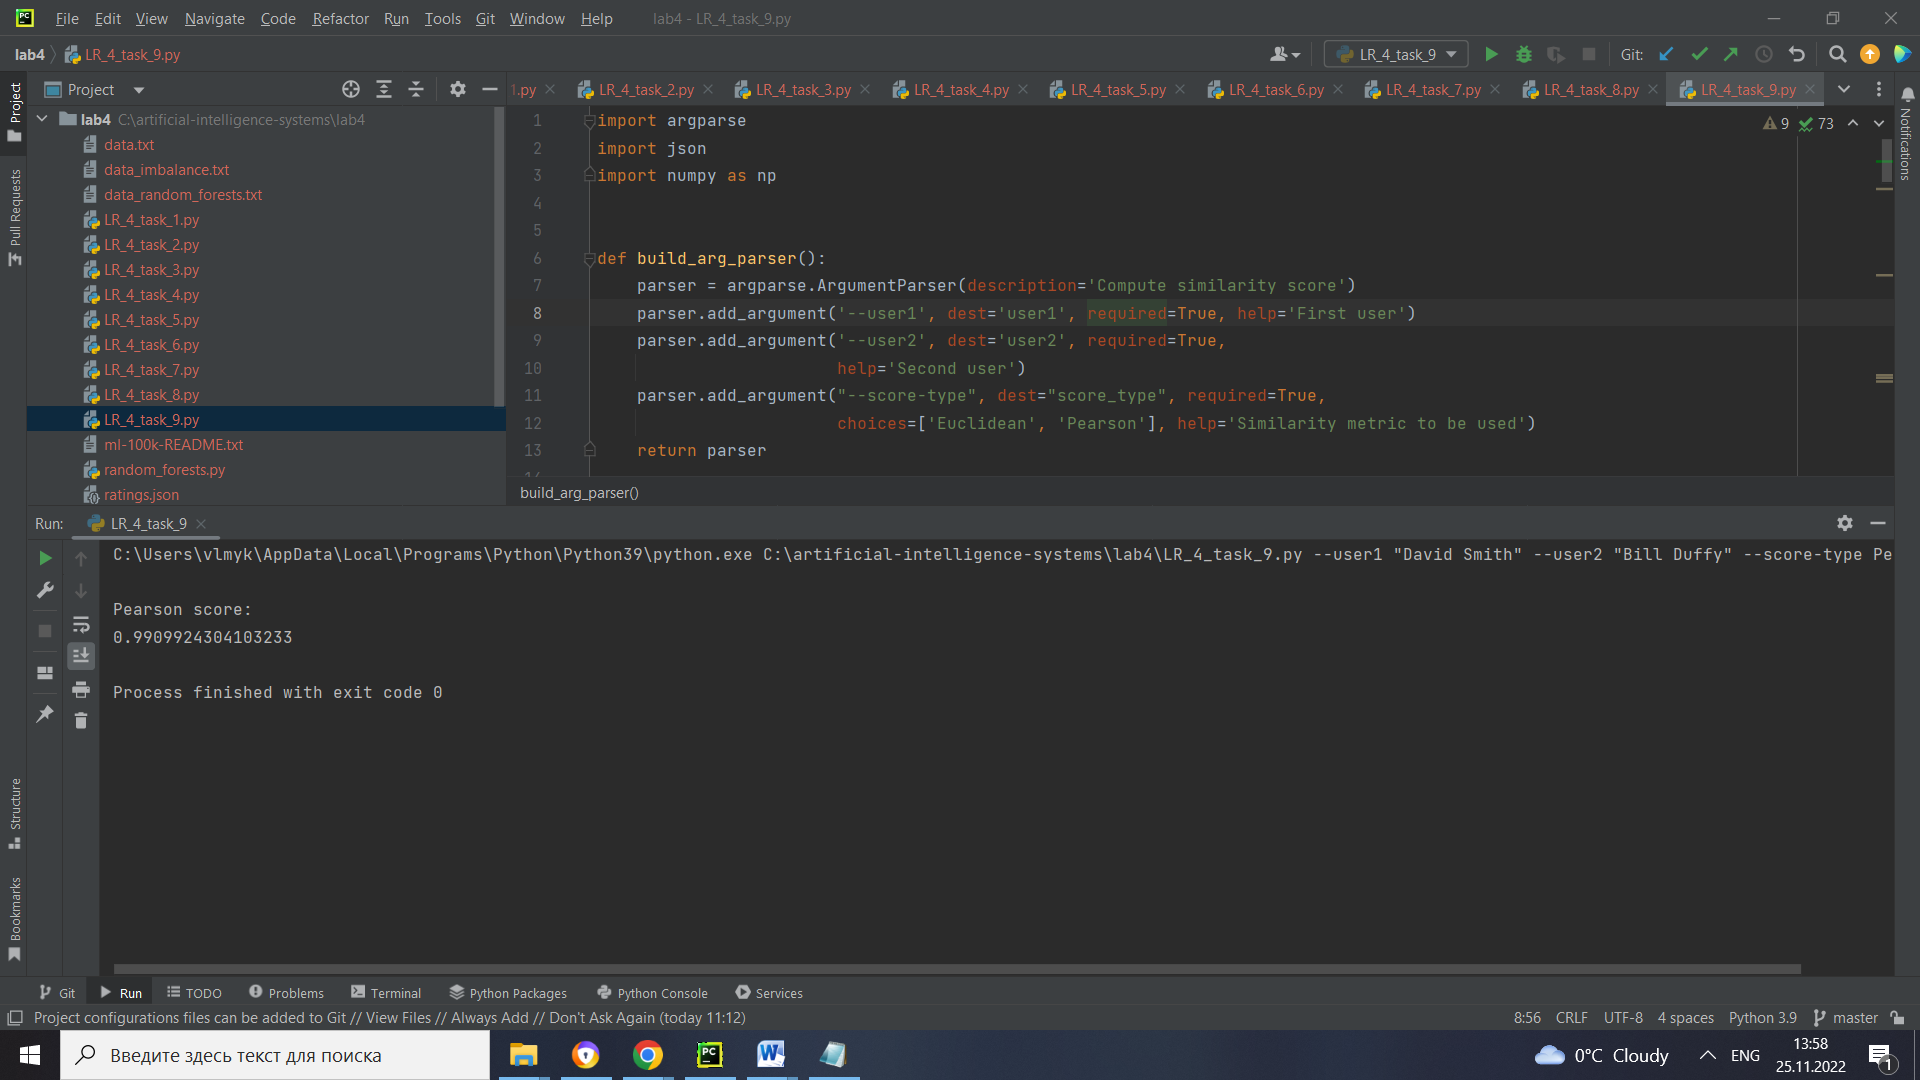 File Edit View Navigate Code Refactor Run Tools Git Window Help lab4 - LR_4_task_9.py
lab4 LR_4_task_9.py LR_4_task_9 Git:
Project 1.py LR_4_task_2.py LR_4_task_3.py LR_4_task_4.py LR_4_task_5.py LR_4_task_6.py LR_4_task_7.py LR_4_task_8.py LR_4_task_9.py
Project
Pull Requests
Structure
Bookmarks
Notifications
lab4 C:\artificial-intelligence-systems\lab4
data.txt
data_imbalance.txt
data_random_forests.txt
LR_4_task_1.py
LR_4_task_2.py
LR_4_task_3.py
LR_4_task_4.py
LR_4_task_5.py
LR_4_task_6.py
LR_4_task_7.py
LR_4_task_8.py
LR_4_task_9.py
ml-100k-README.txt
random_forests.py
ratings.json
9 73
1 import argparse
2 import json
3 import numpy as np
4
5
6 def build_arg_parser():
7 parser = argparse.ArgumentParser(description='Compute similarity score')
8 parser.add_argument('--user1', dest='user1', required=True, help='First user')
9 parser.add_argument('--user2', dest='user2', required=True,
10 help='Second user')
11 parser.add_argument("--score-type", dest="score_type", required=True,
12 choices=['Euclidean', 'Pearson'], help='Similarity metric to be used')
13 return parser
14
build_arg_parser()
Run: LR_4_task_9
C:\Users\vlmyk\AppData\Local\Programs\Python\Python39\python.exe C:\artificial-intelligence-systems\lab4\LR_4_task_9.py --user1 "David Smith" --user2 "Bill Duffy" --score-type Pe
Pearson score:
0.9909924304103233
Process finished with exit code 0
Git Run TODO Problems Terminal Python Packages Python Console Services
Project configurations files can be added to Git // View Files // Always Add // Don't Ask Again (today 11:12) 8:56 CRLF UTF-8 4 spaces Python 3.9 master
Введите здесь текст для поиска
0°C Cloudy ENG
13:58
25.11.2022
1